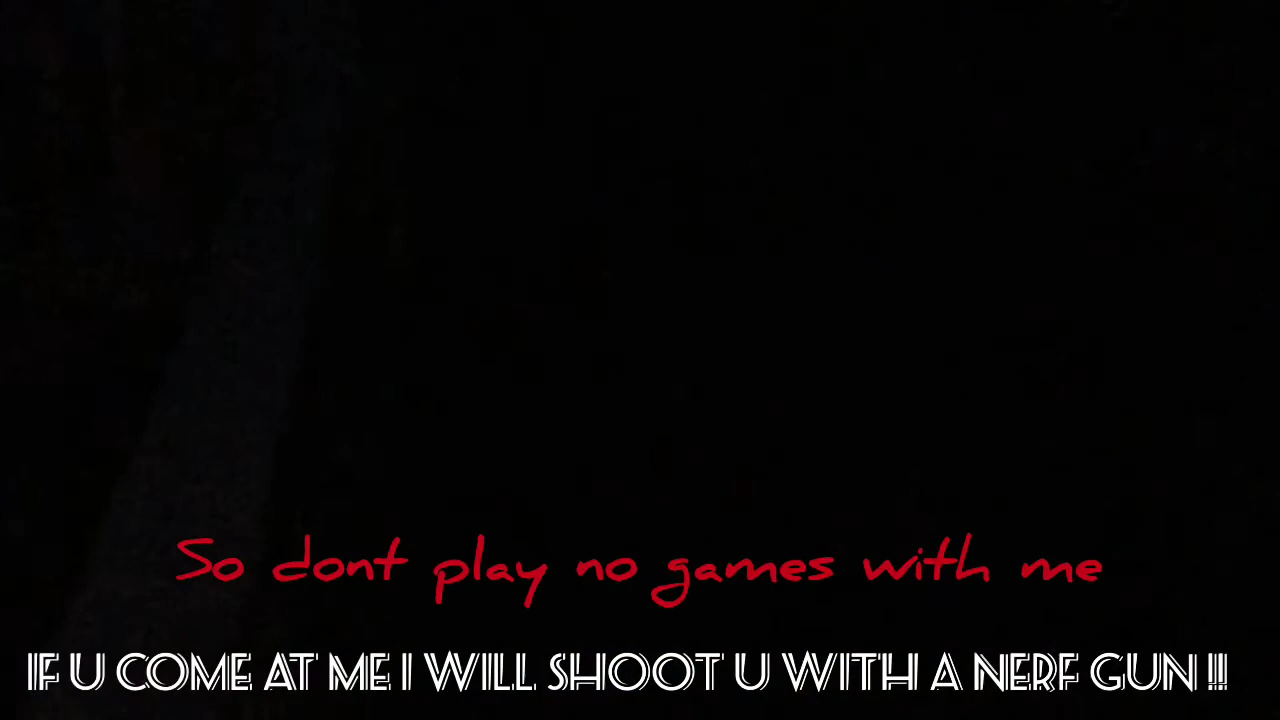 So dont play no games with me
IF U COME AT ME I WILL SHOOT U WITH A NERF GUN !!!